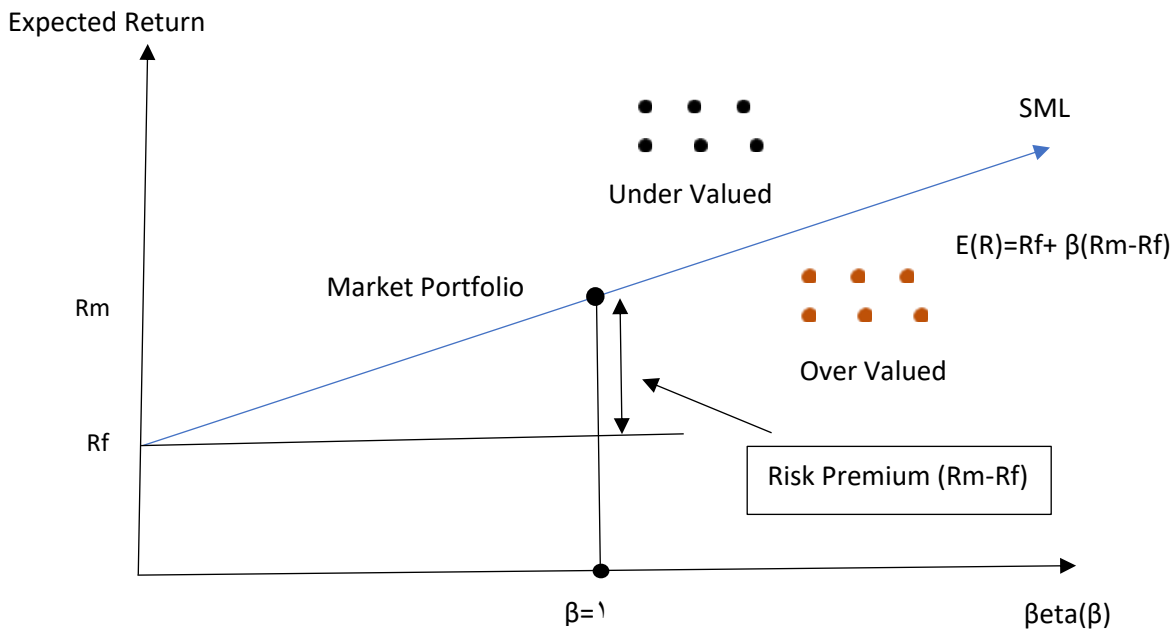 Expected Return
SML
Under Valued
E(R)=Rf+ β(Rm-Rf)
Market Portfolio
Rm
Over Valued
Rf
Risk Premium (Rm-Rf)
β=١
βeta(β)